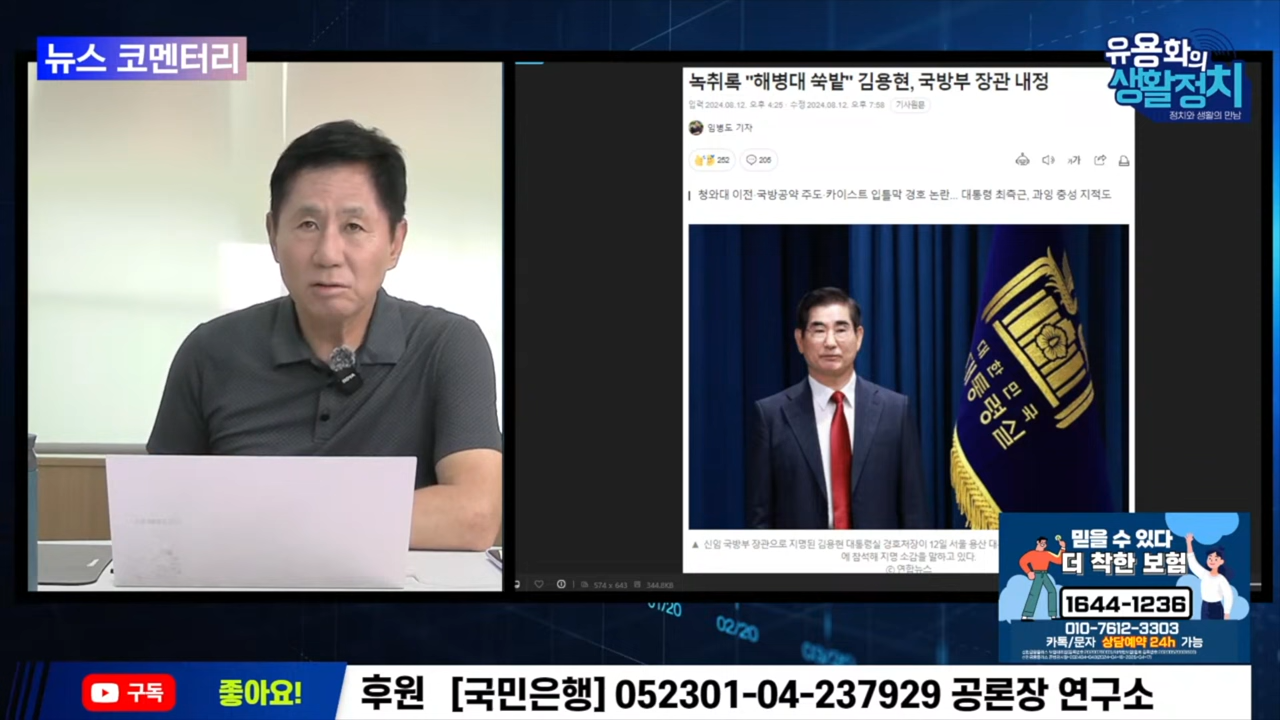 뉴스 코멘터리
유용화의
생활정치
정치와 생활의 만남
녹취록 "해병대 쑥밭" 김용현, 국방부 장관 내정
입력 2024.08.12. 오후 4:25 · 수정 2024.08.12. 오후 7:58 기사원문
임병도 기자
252 205
가가
청와대 이전·국방공약 주도·카이스트 입틀막 경호 논란... 대통령 최측근, 과잉 충성 지적도
대한민국
대통령실
▲ 신임 국방부 장관으로 지명된 김용현 대통령실 경호처장이 12일 서울 용산 대
에 참석해 지명 소감을 말하고 있다.
ⓒ 연합뉴스
574 x 643 344.8KB
믿을 수 있다
더 착한 보험
1644-1236
010-7612-3303
카톡/문자 상담예약 24h 가능
01/20
02/20
구독
좋아요!
후원 [국민은행] 052301-04-237929 공론장 연구소